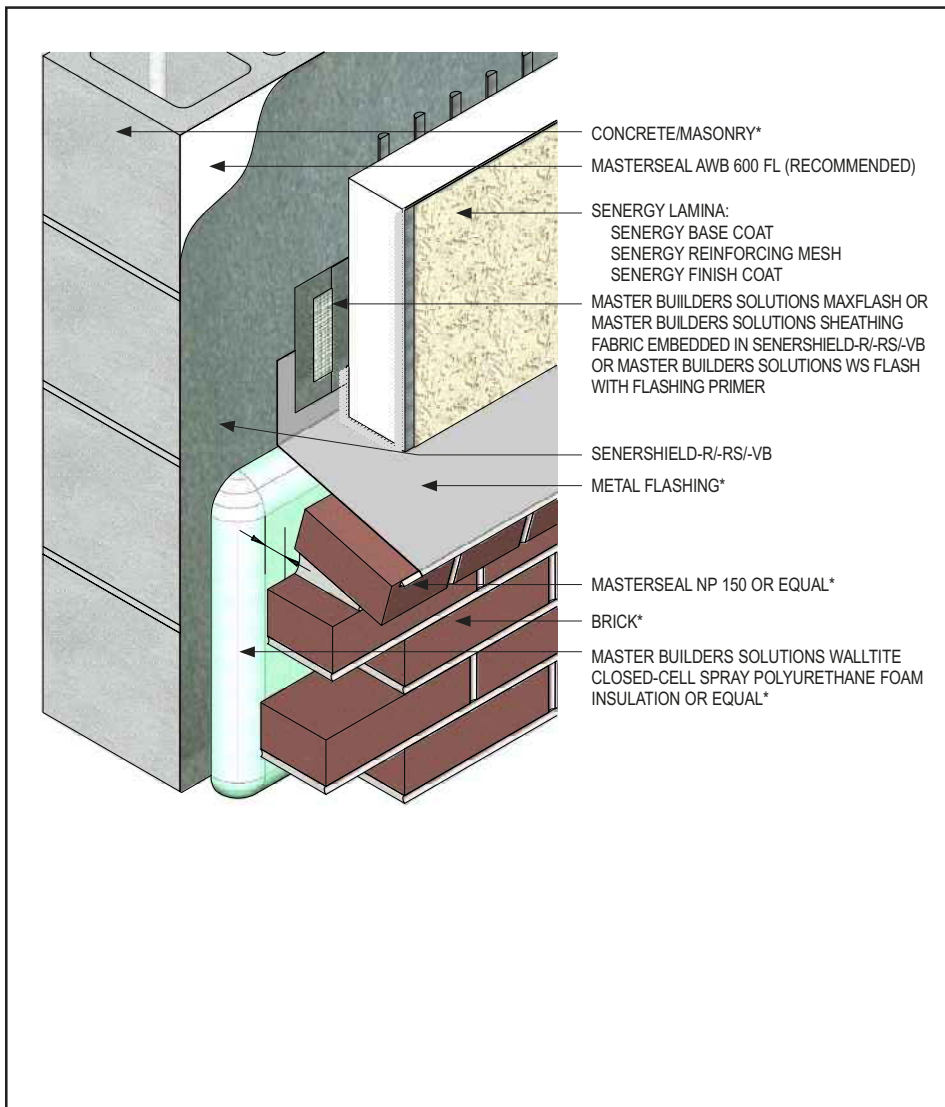 CONCRETE/MASONRY*
MASTERSEAL AWB 600 FL (RECOMMENDED)
SENERGY LAMINA:
SENERGY BASE COAT
SENERGY REINFORCING MESH
SENERGY FINISH COAT
MASTER BUIILDERS SOLUTIONS MAXFLASH OR
MASTER BUILDERS SOLUTIONS SHEATHING
FABRIC EMBEDDED IN SENERSHIELD-R/-RS/-VB
OR MASTER BUILDERS SOLUTIONS WS FLASH
WITH FLASHING PRIMER
SENERSHIELD-R/-RS/-VB
METAL FLASHING*
MASTERSEAL NP 150 OR EQUAL*
BRICK*
MASTER BUILDERS SOLUTIONS WALLTITE
CLOSED-CELL SPRAY POLYURETHANE FOAM
INSULATION OR EQUAL*